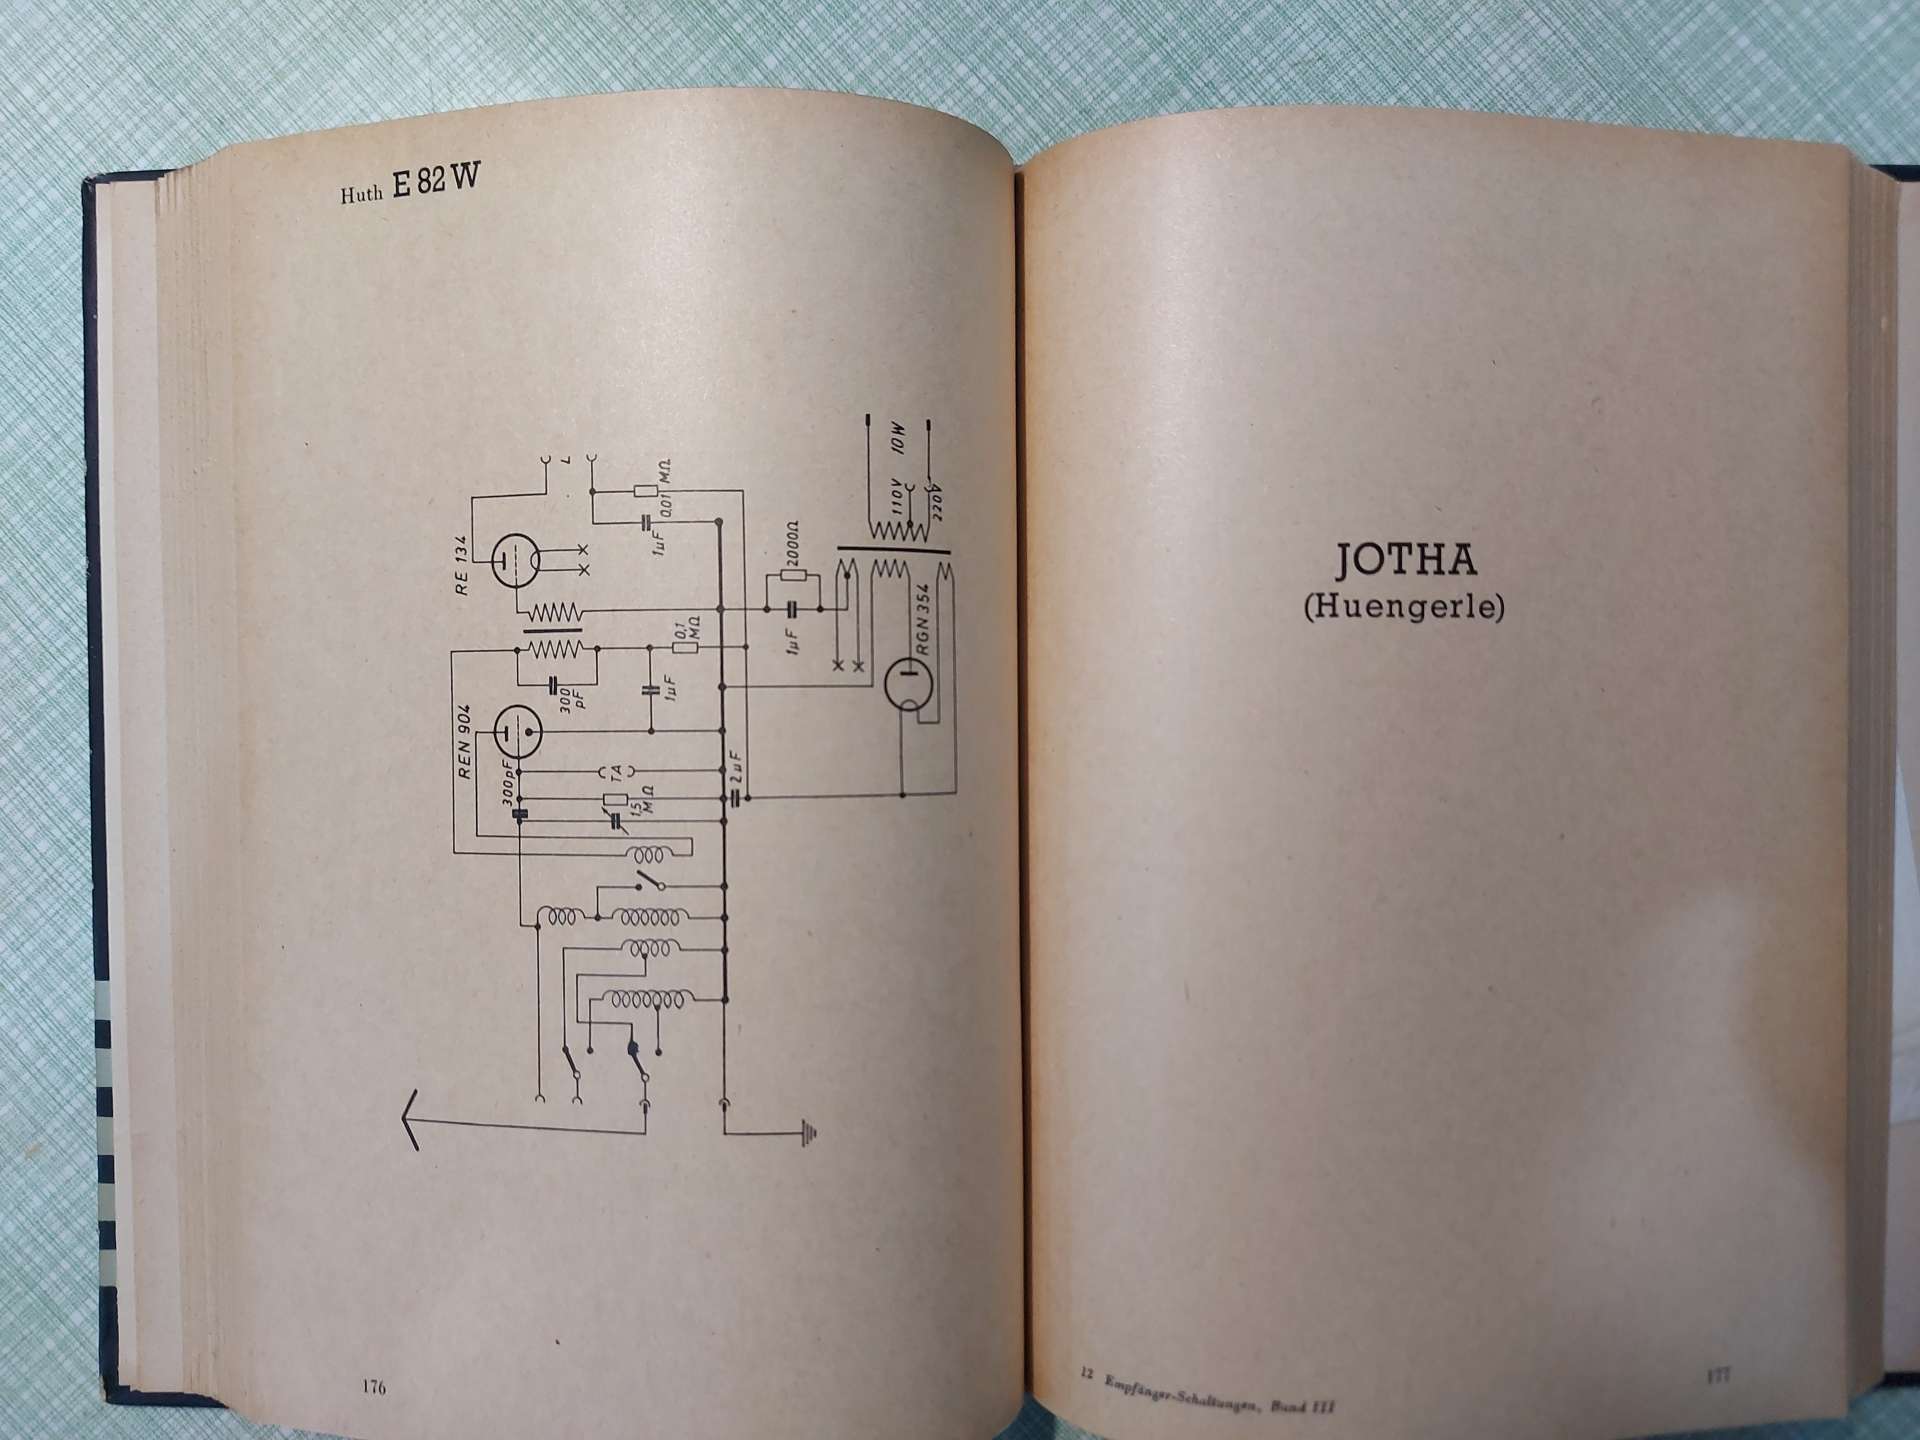 Huth E 82 W
RE 134
L
0,01 MΩ
1µF
REN 904
300
pF
0,1
MΩ
1µF
300pF
TA
1,5
MΩ
2µF
2000Ω
1µF
110V
10W
220V
RGN 354
176
JOTHA
(Huengerle)
12 Empfänger-Schaltungen, Band III
177